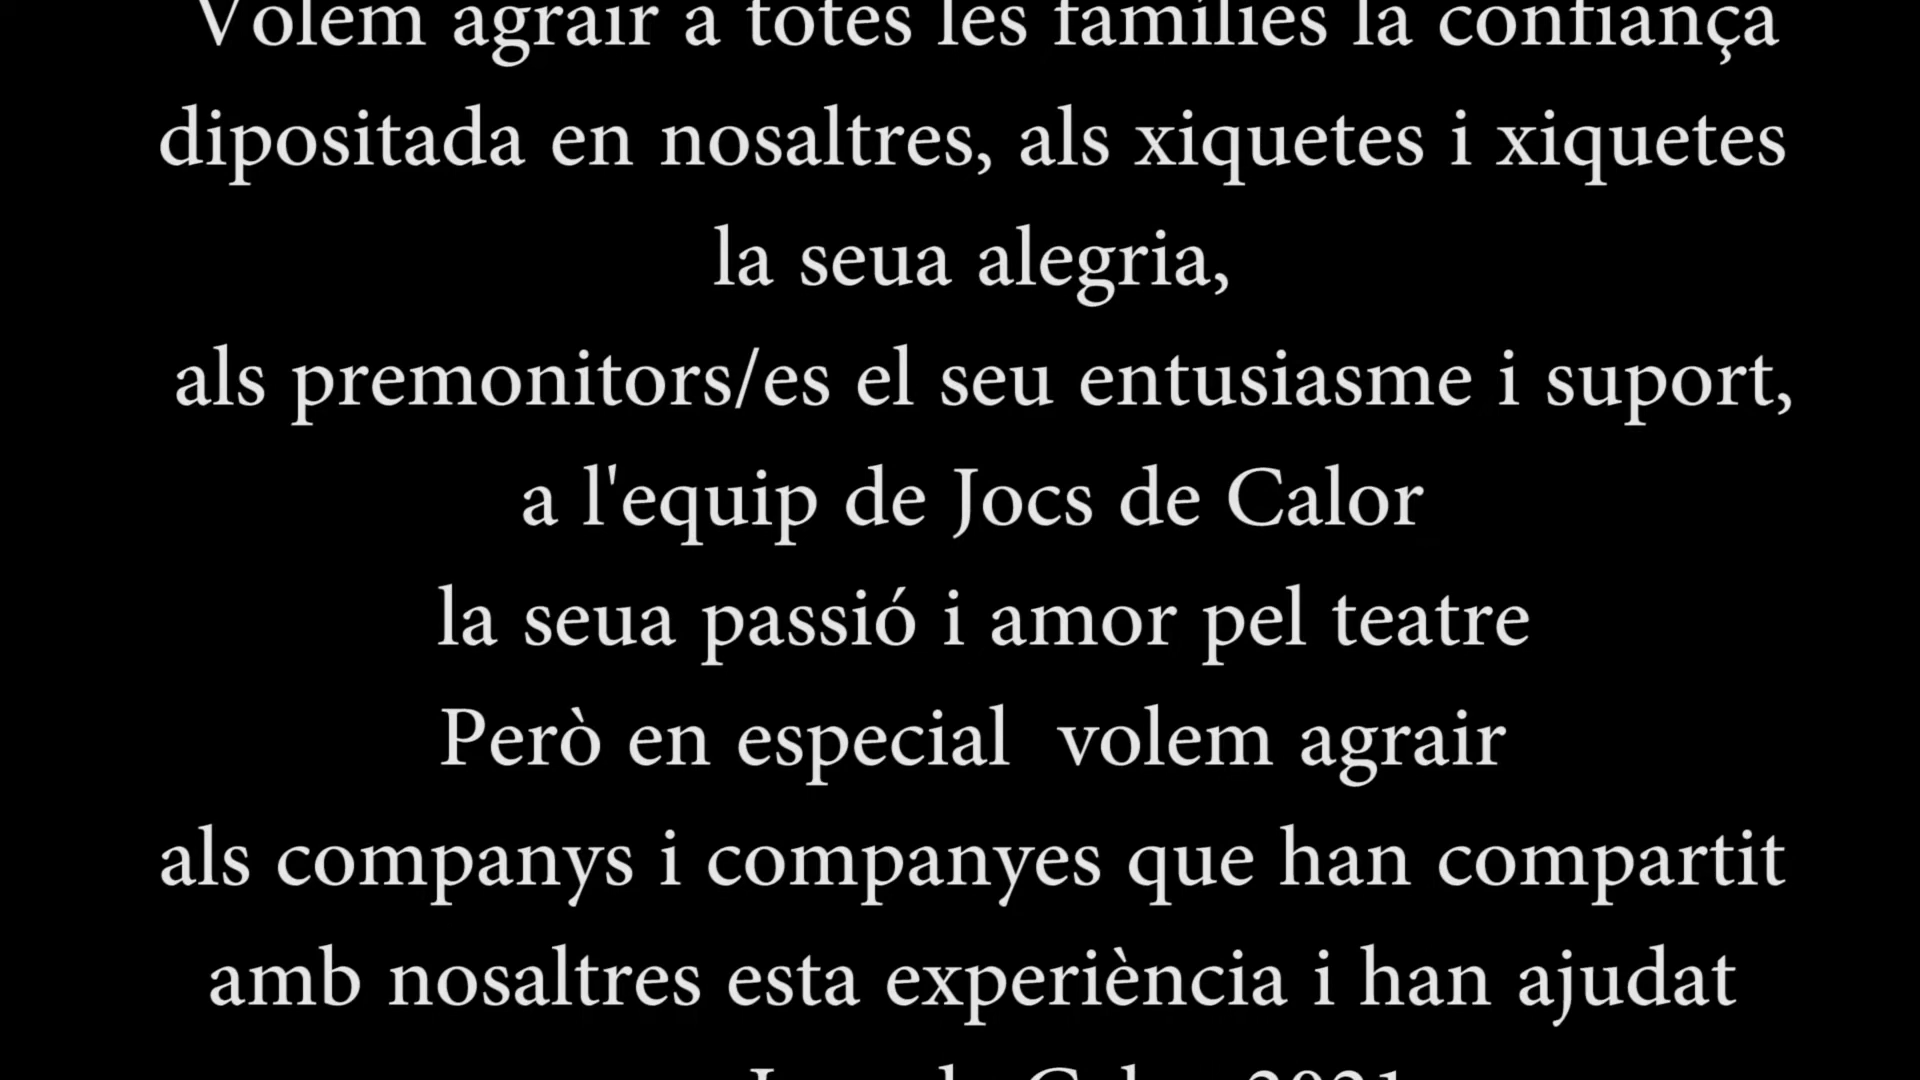 Volem agrair a totes les famílies la confiança
dipositada en nosaltres, als xiquetes i xiquetes
la seua alegria,
als premonitors/es el seu entusiasme i suport,
a l'equip de Jocs de Calor
la seua passió i amor pel teatre
Però en especial  volem agrair
als companys i companyes que han compartit
amb nosaltres esta experiència i han ajudat